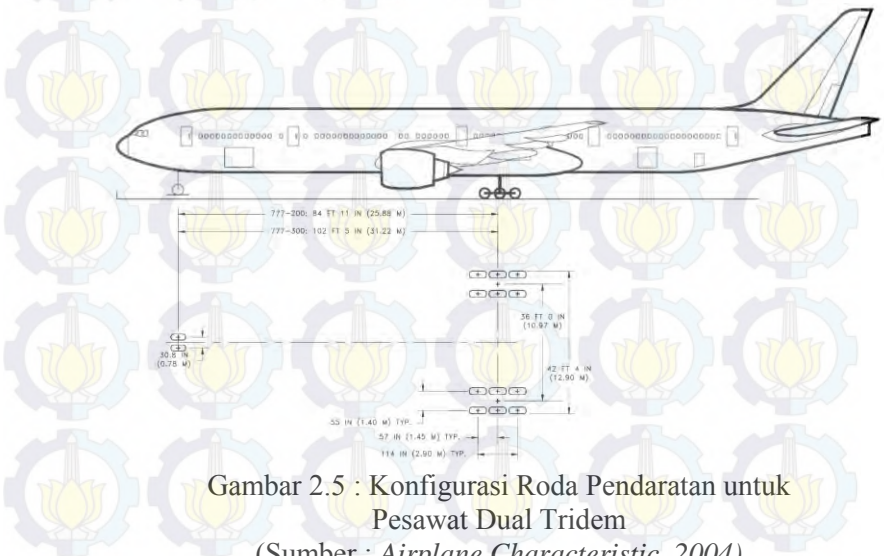 777-200: 84 FT 11 IN (25.88 M)
777-300: 102 FT 5 IN (31.22 M)
36 FT 0 IN
(10.97 M)
30.8 IN
(0.78 M)
42 FT 4 IN
(12.90 M)
55 IN (1.40 M) TYP.
57 IN (1.45 M) TYP.
114 IN (2.90 M) TYP.
Gambar 2.5 : Konfigurasi Roda Pendaratan untuk
Pesawat Dual Tridem
(Sumber : Airplane Characteristic, 2004)